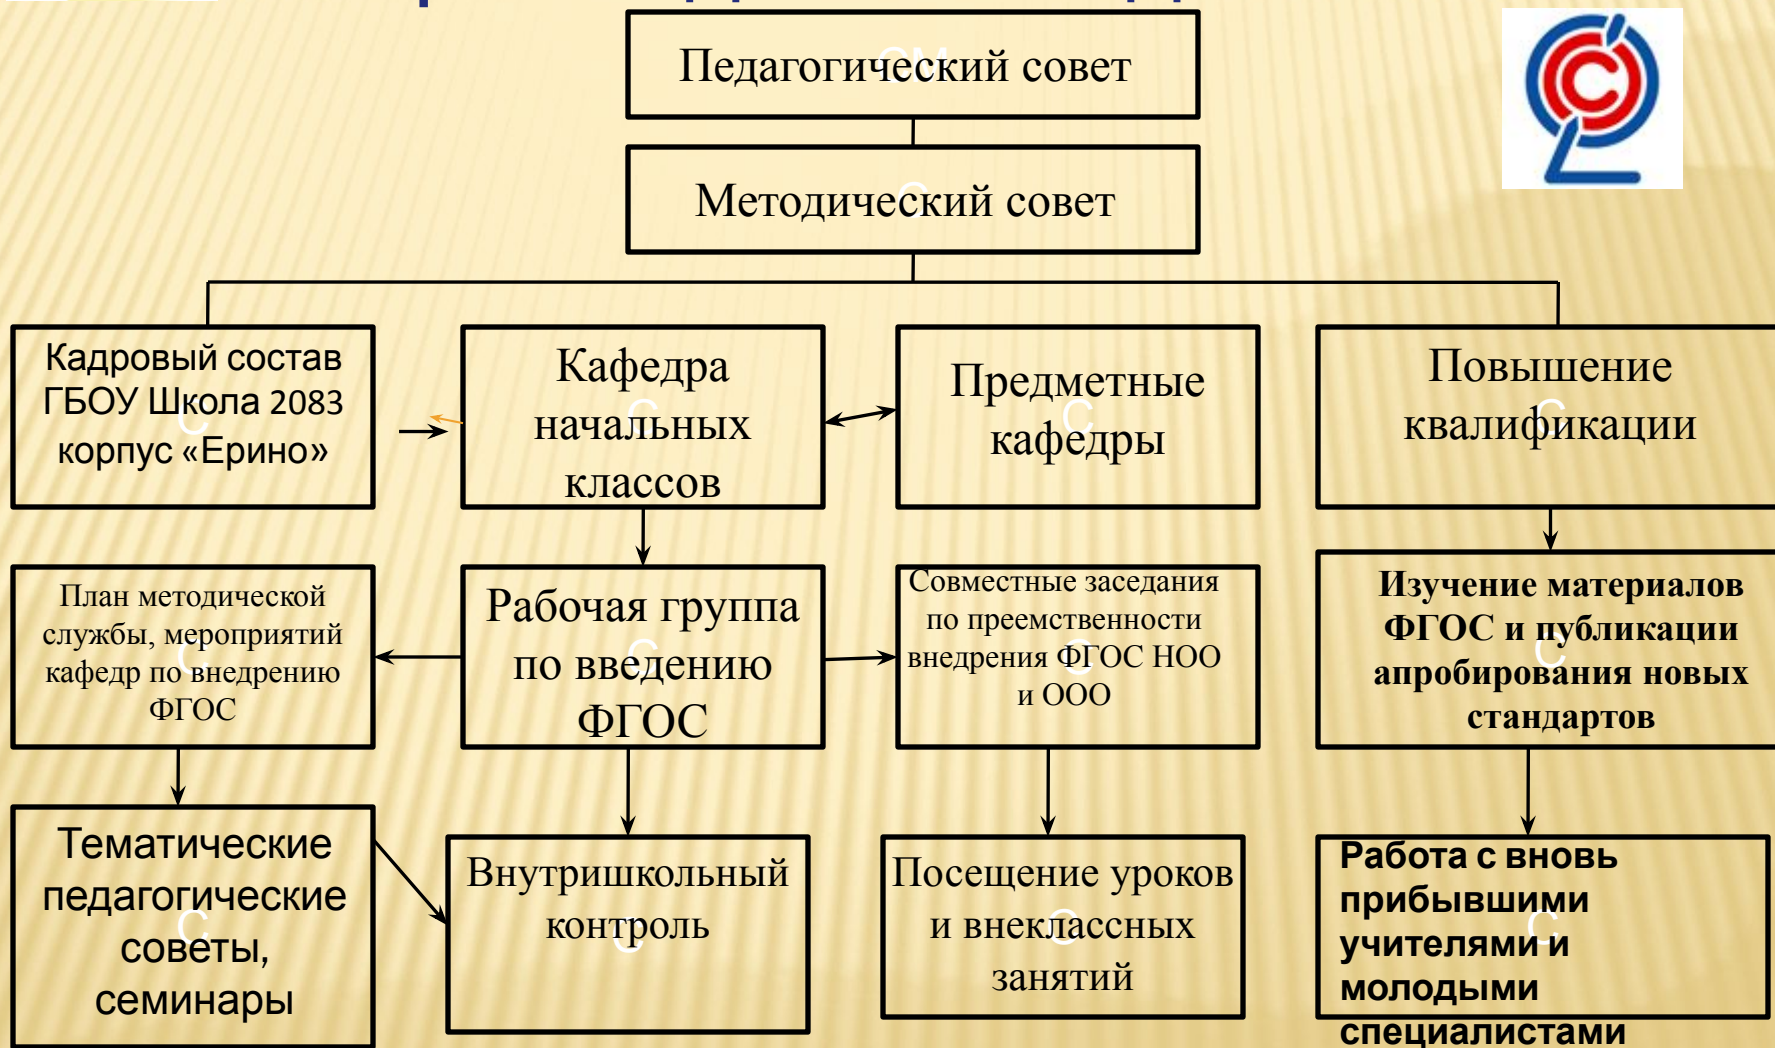 Педагогический совет
Методический совет
Кадровый состав
ГБОУ Школа 2083
корпус «Ерино»
Кафедра
начальных
классов
Предметные
кафедры
Повышение
квалификации
План методической
службы, мероприятий
кафедр по внедрению
ФГОС
Рабочая группа
по введению
ФГОС
Совместные заседания
по преемственности
внедрения ФГОС НОО
и ООО
Изучение материалов
ФГОС и публикации
апробирования новых
стандартов
Тематические
педагогические
советы,
семинары
Внутришкольный
контроль
Посещение уроков
и внеклассных
занятий
Работа с вновь
прибывшими
учителями и
молодыми
специалистами